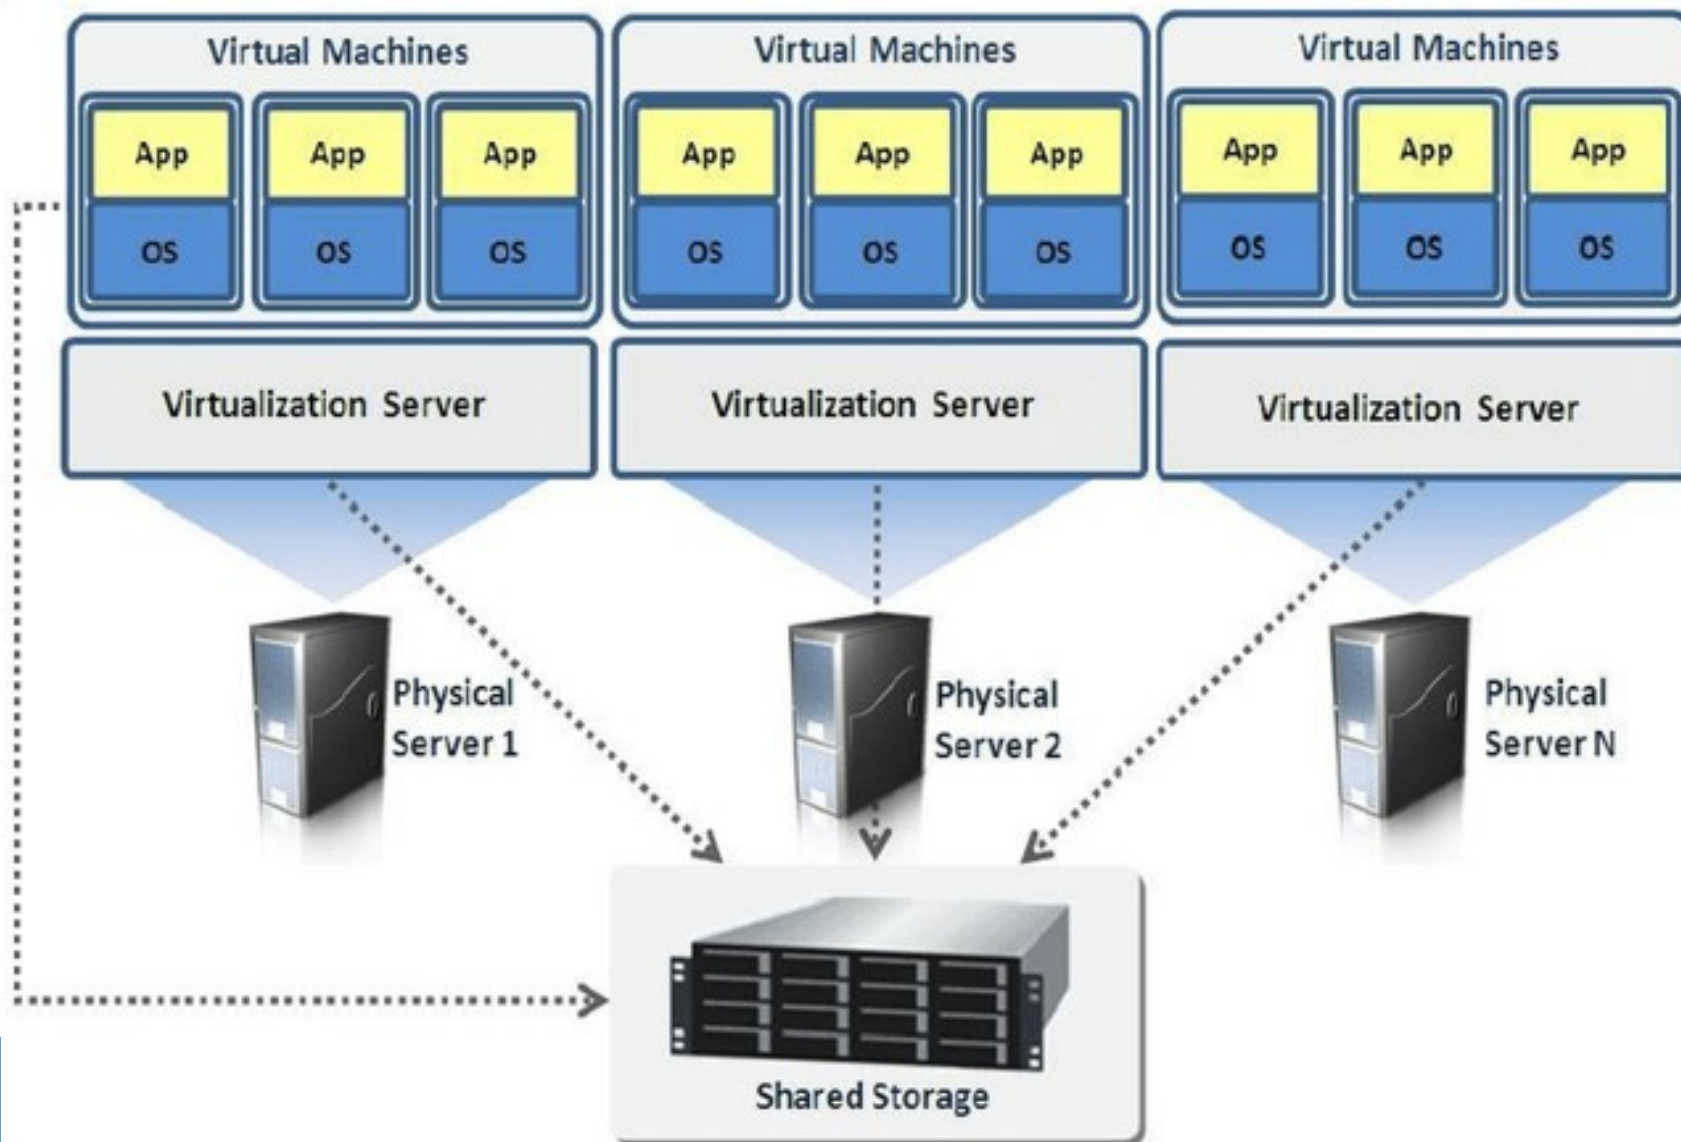 Virtual Machines
Virtual Machines
Virtual Machines
App
App
App
App
App
App
App
App
App
OS
OS
OS
OS
OS
OS
OS
OS
OS
Virtualization Server
Virtualization Server
Virtualization Server
Physical
Server 1
Physical
Server 2
Physical
Server N
Shared Storage